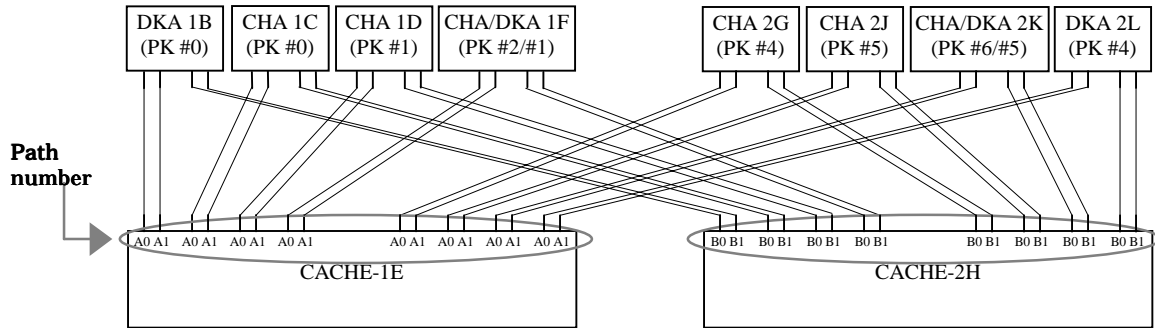 DKA 1B
(PK #0)
CHA 1C
(PK #0)
CHA 1D
(PK #1)
CHA/DKA 1F
(PK #2/#1)
CHA 2G
(PK #4)
CHA 2J
(PK #5)
CHA/DKA 2K
(PK #6/#5)
DKA 2L
(PK #4)
Path
number
A0 A1 A0 A1 A0 A1 A0 A1 A0 A1 A0 A1 A0 A1 A0 A1
CACHE-1E
B0 B1 B0 B1 B0 B1 B0 B1 B0 B1 B0 B1 B0 B1 B0 B1
CACHE-2H